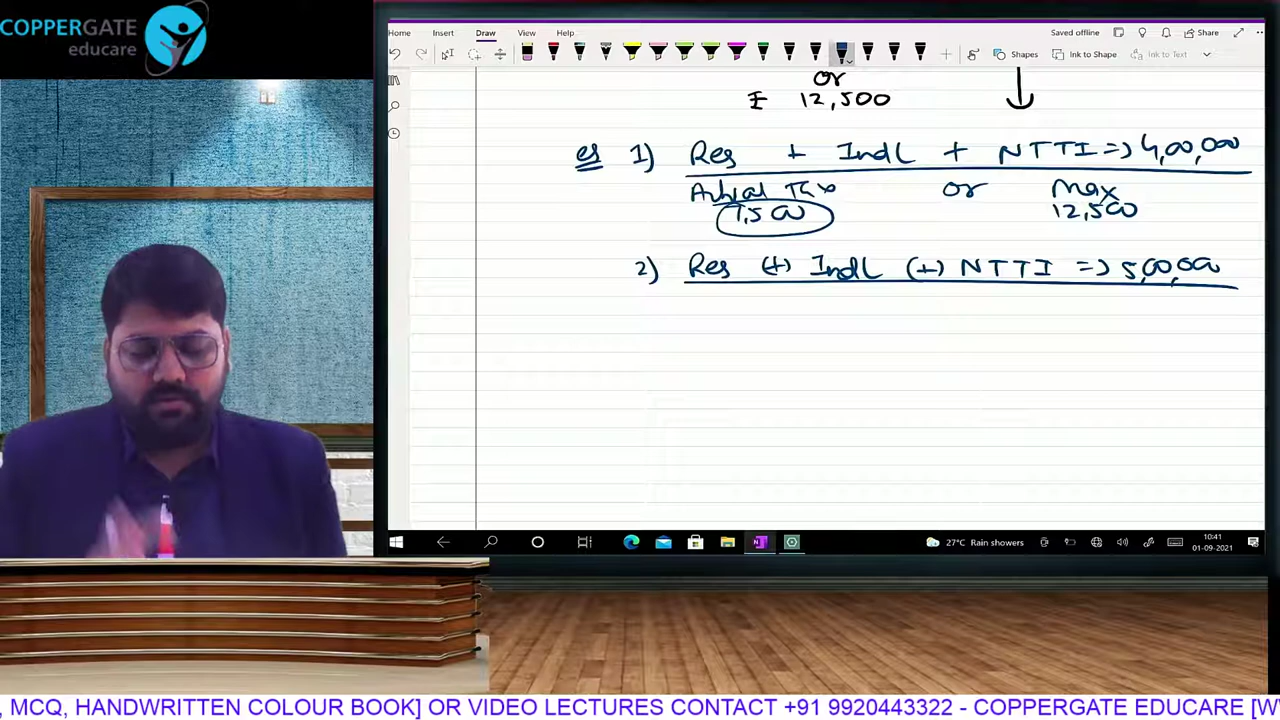 COPPERGATE
educare
Home Insert Draw View Help
Saved offline
Share
Shapes
Ink to Shape
Ink to Text
or
₹ 12,500
1) Res + Indl + NTTI => 4,00,000
Actual Tax or Max
7,500 12,500
2) Res (+) Indl (+) NTTI => 5,00,000
27°C Rain showers
10:41
01-09-2021
, MCQ, HANDWRITTEN COLOUR BOOK] OR VIDEO LECTURES CONTACT +91 9920443322 - COPPERGATE EDUCARE [W